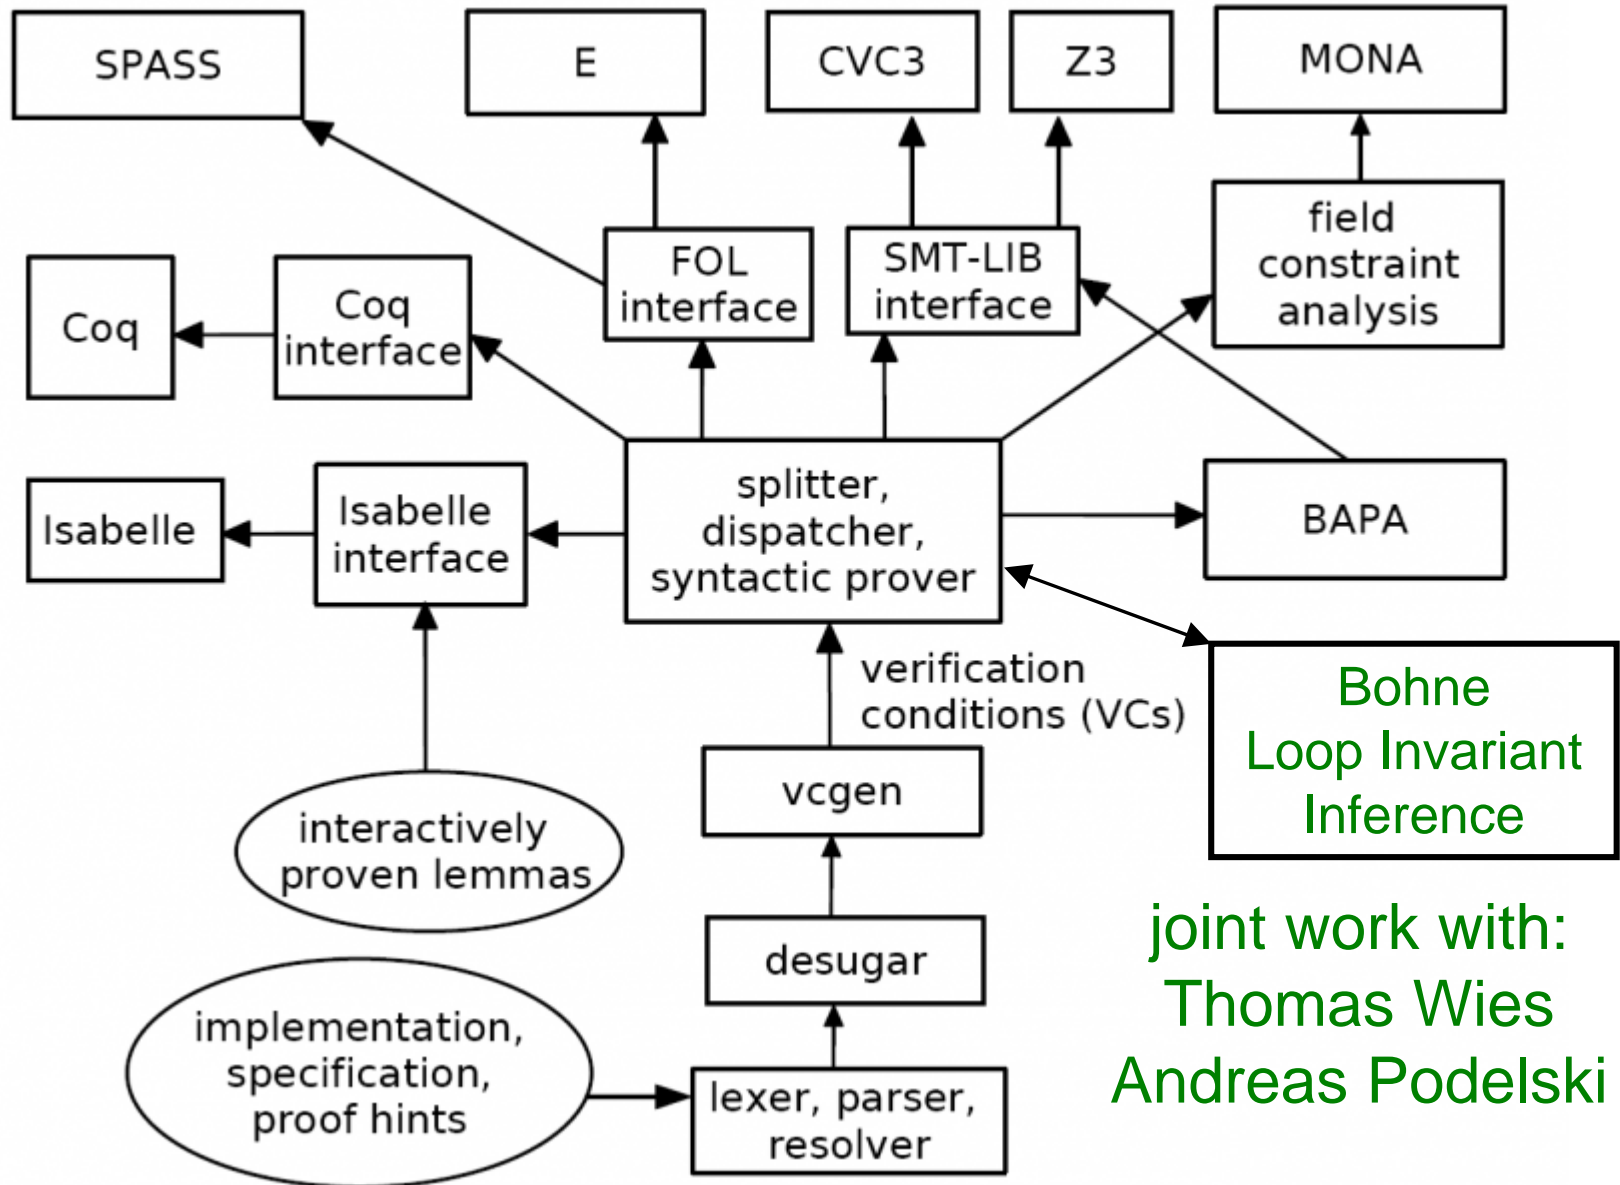 SPASS
E
CVC3
Z3
MONA
FOL
interface
SMT-LIB
interface
field
constraint
analysis
Coq
Coq
interface
Isabelle
Isabelle
interface
splitter,
dispatcher,
syntactic prover
BAPA
verification
conditions (VCs)
Bohne
Loop Invariant
Inference
vcgen
interactively
proven lemmas
desugar
joint work with:
Thomas Wies
Andreas Podelski
implementation,
specification,
proof hints
lexer, parser,
resolver